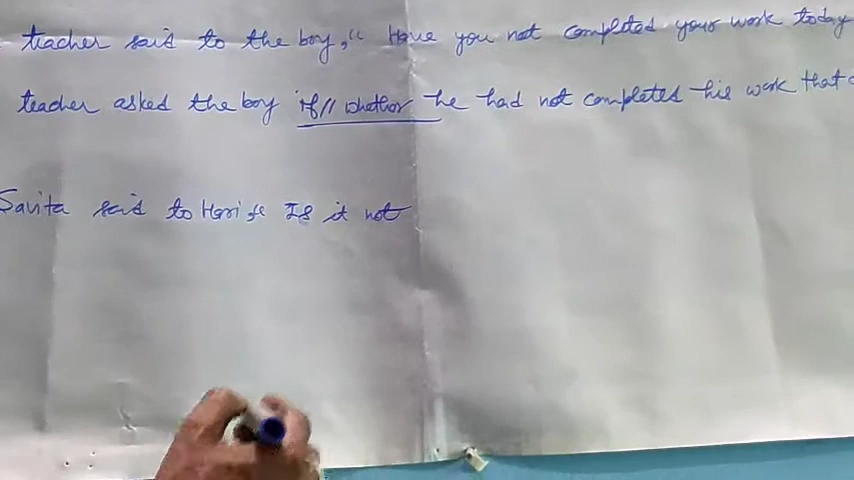 teacher said to the boy, " Have you not completed your work today
teacher asked the boy if // whether he had not completed his work that
Savita said to Hari, " Is it not